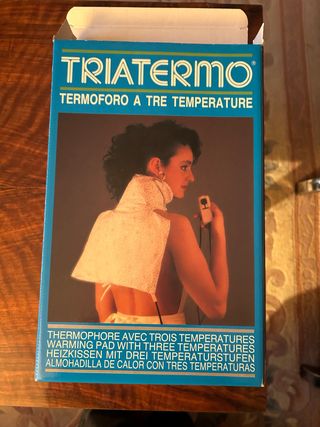 TRIATERMO®
TERMOFORO A TRE TEMPERATURE
THERMOPHORE AVEC TROIS TEMPERATURES
WARMING PAD WITH THREE TEMPERATURES
HEIZKISSEN MIT DREI TEMPERATURSTUFEN
ALMOHADILLA DE CALOR CON TRES TEMPERATURAS